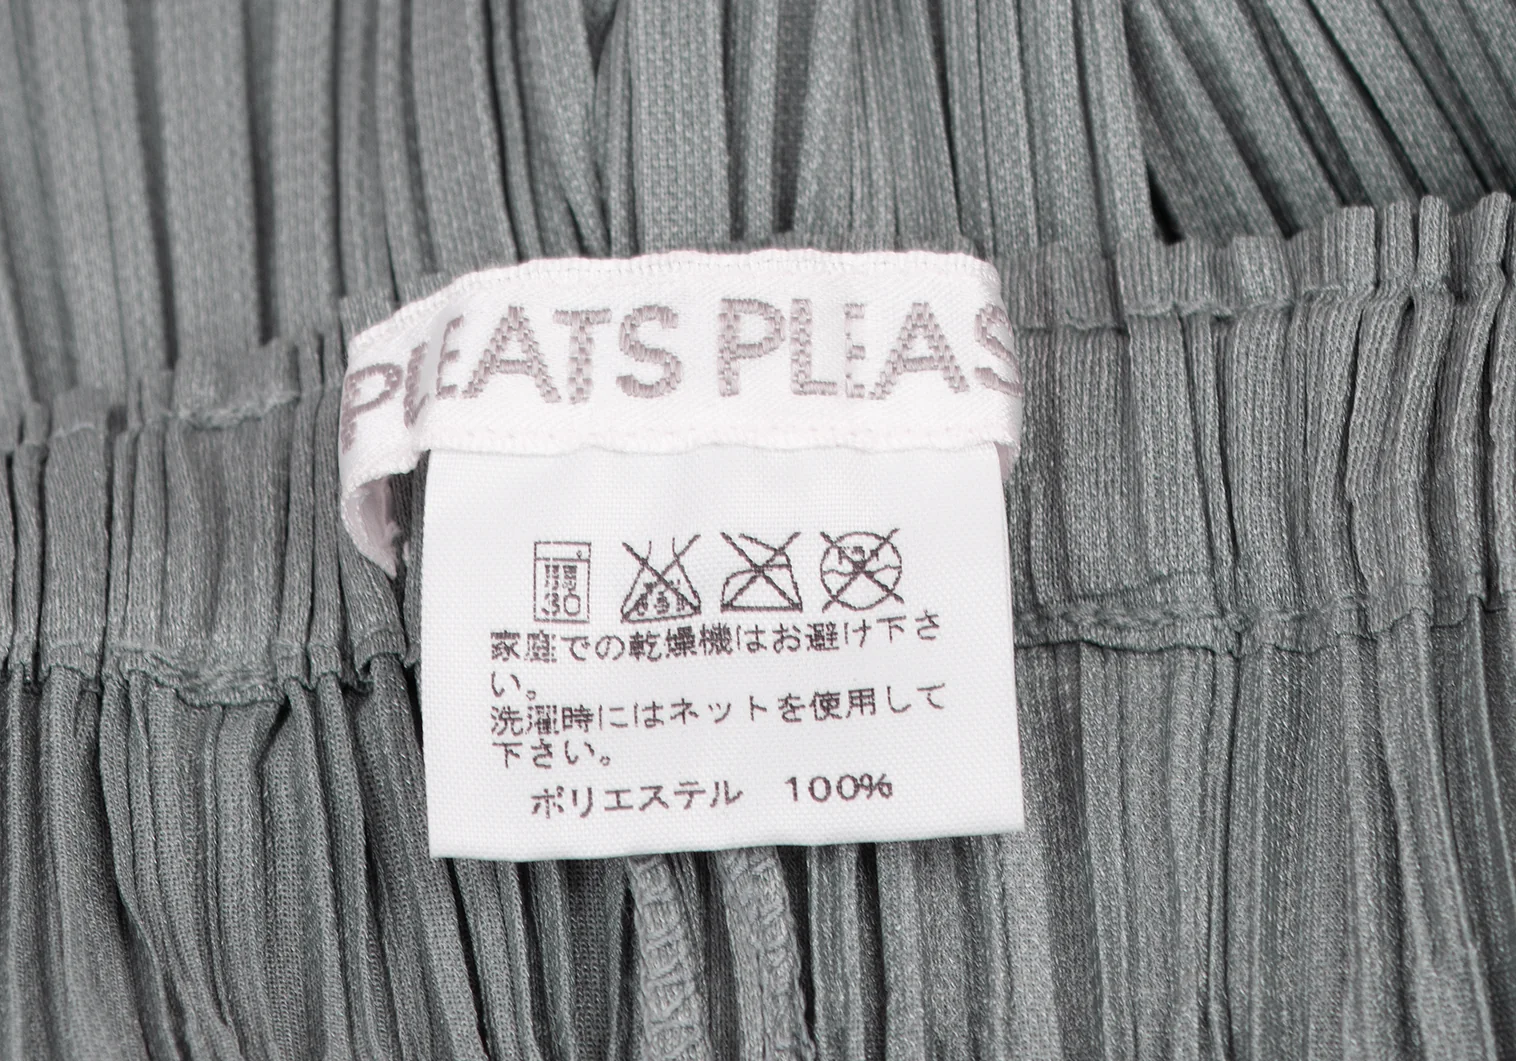 PLEATS PLEAS
30
家庭での乾燥機はお避け下さ
い。
洗濯時にはネットを使用して
下さい。
ポリエステル 100%